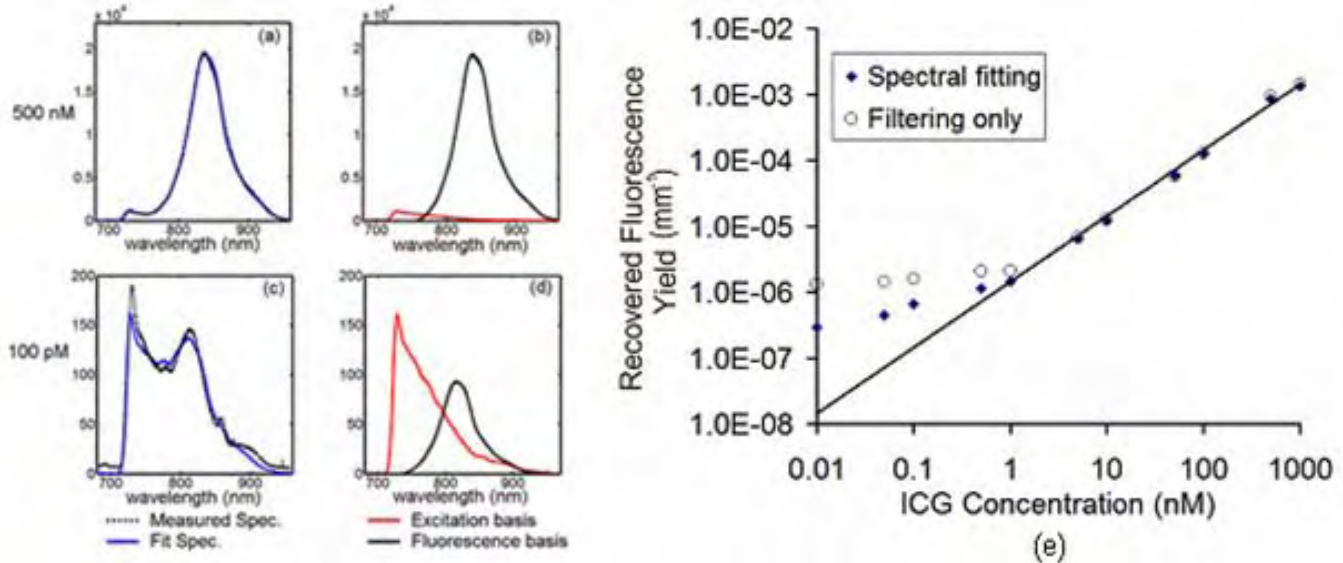 x 10⁴
(a)
2
1.5
1
0.5
0
700 800 900
wavelength (nm)
500 nM
x 10⁴
(b)
2
1.5
1
0.5
0
700 800 900
wavelength (nm)
200
(c)
150
100
50
0
700 800 900
wavelength (nm)
100 pM
200
(d)
150
100
50
0
700 800 900
wavelength (nm)
Measured Spec.
Fit Spec.
Excitation basis
Fluorescence basis
Recovered Fluorescence
Yield (mm⁻¹)
1.0E-02
1.0E-03
1.0E-04
1.0E-05
1.0E-06
1.0E-07
1.0E-08
Spectral fitting
Filtering only
0.01 0.1 1 10 100 1000
ICG Concentration (nM)
(e)